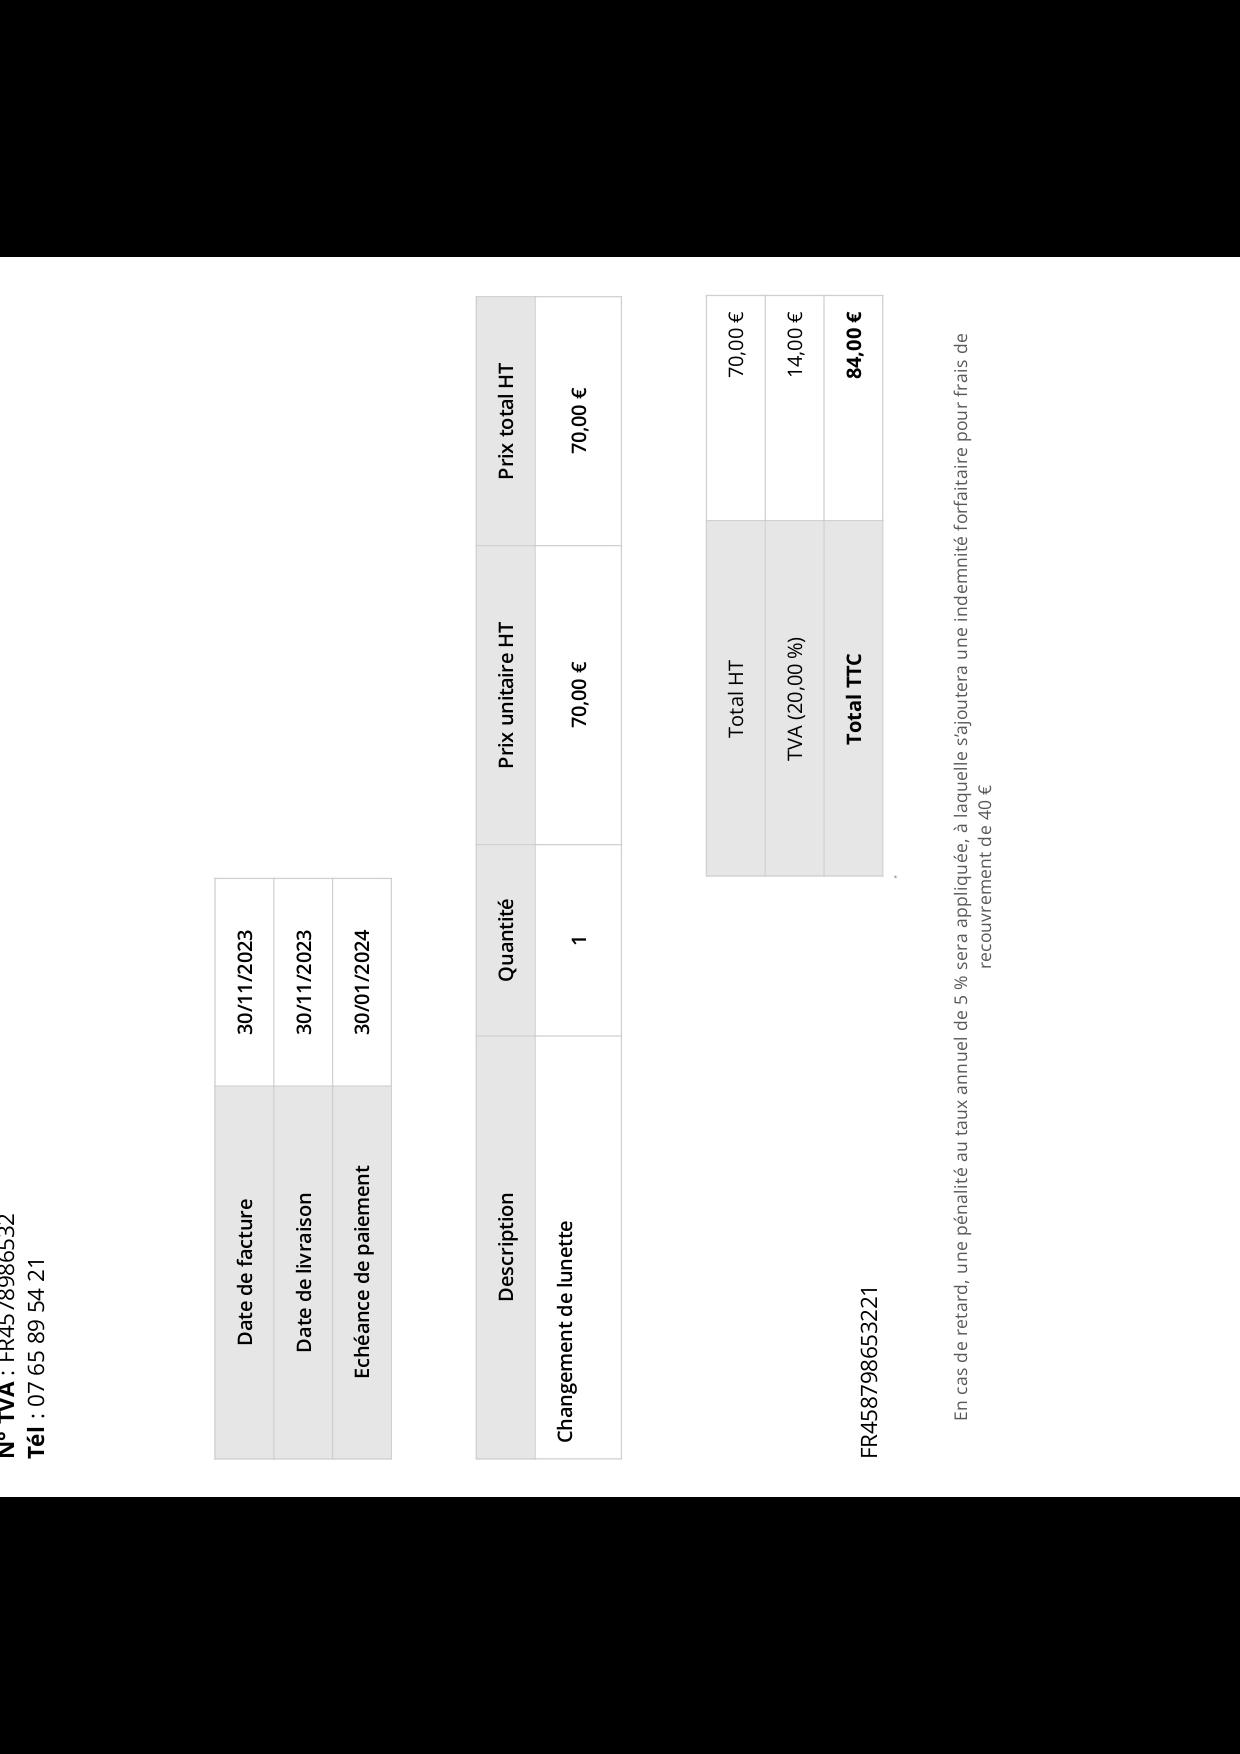 N° TVA : FR4578986532
Tél : 07 65 89 54 21
Date de facture 30/11/2023
Date de livraison 30/11/2023
Echéance de paiement 30/01/2024
Description Quantité Prix unitaire HT Prix total HT
Changement de lunette 1 70,00 € 70,00 €
Total HT 70,00 €
TVA (20,00 %) 14,00 €
Total TTC 84,00 €
FR458798653221
En cas de retard, une pénalité au taux annuel de 5 % sera appliquée, à laquelle s'ajoutera une indemnité forfaitaire pour frais de
recouvrement de 40 €